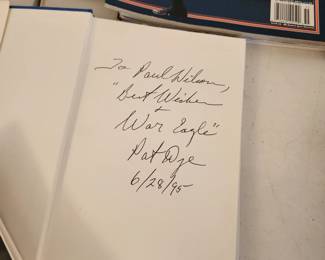 To Paul Wilson,
"Best Wishes
+
War Eagle"
Pat Dye
6/28/95